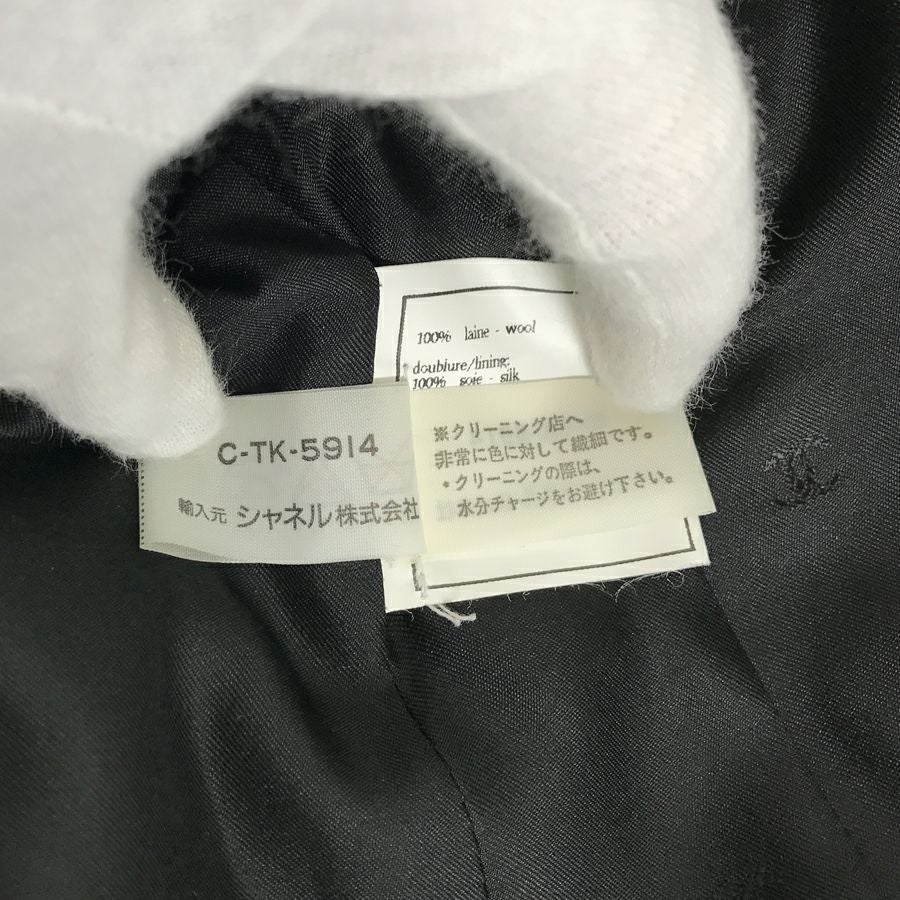 100% laine - wool
doublure/lining:
100% soie - silk
C-TK-5914
輸入元 シャネル株式会社
※クリーニング店へ
非常に色に対して繊細です。
・クリーニングの際は、
水分チャージをお避け下さい。